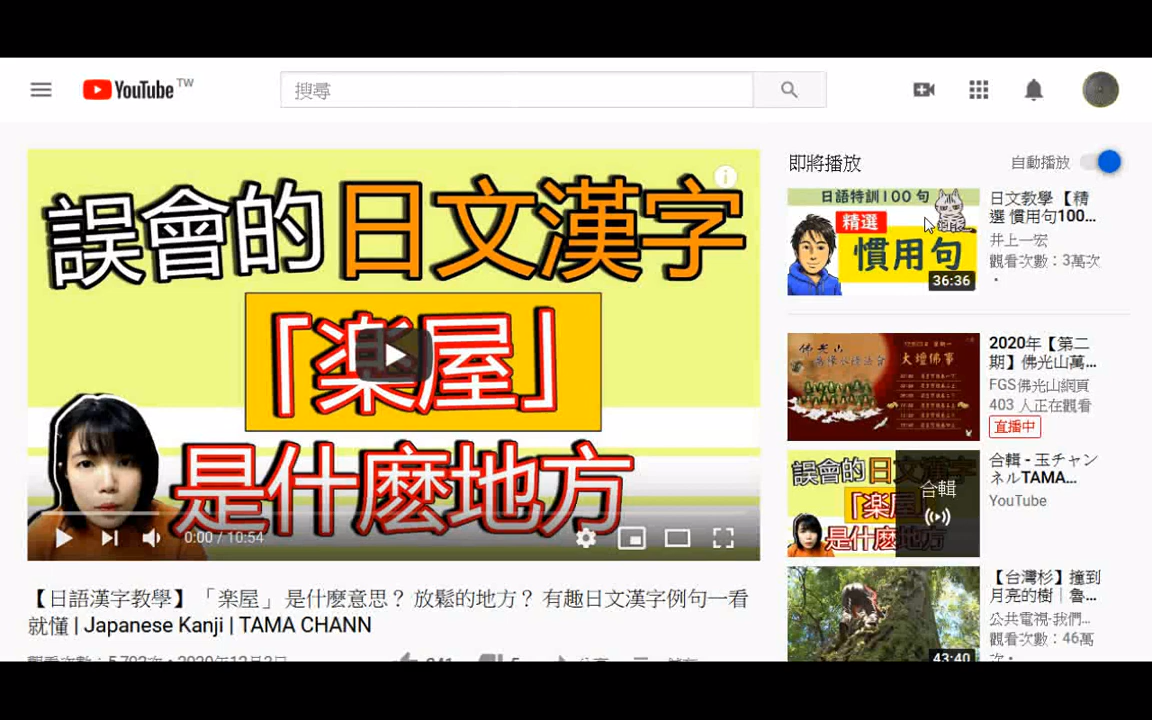 YouTube TW
搜尋
誤會的日文漢字
「楽屋」
是什麼地方
0:00 / 10:54
【日語漢字教學】「楽屋」是什麼意思？ 放鬆的地方？ 有趣日文漢字例句一看
就懂 | Japanese Kanji | TAMA CHANN
即將播放
自動播放
日語特訓100句
精選
慣用句
36:36
日文教學【精
選 慣用句100...
井上一宏
觀看次數：3萬次
•
佛光山
大壇佛事
2020年【第二
期】佛光山萬...
FGS佛光山網頁
403 人正在觀看
直播中
誤會的日文漢字
「楽屋
是什麼地方
合輯
合輯 - 玉チャン
ネルTAMA...
YouTube
43:40
【台灣杉】撞到
月亮的樹｜魯...
公共電視-我們...
觀看次數：46萬
次 •